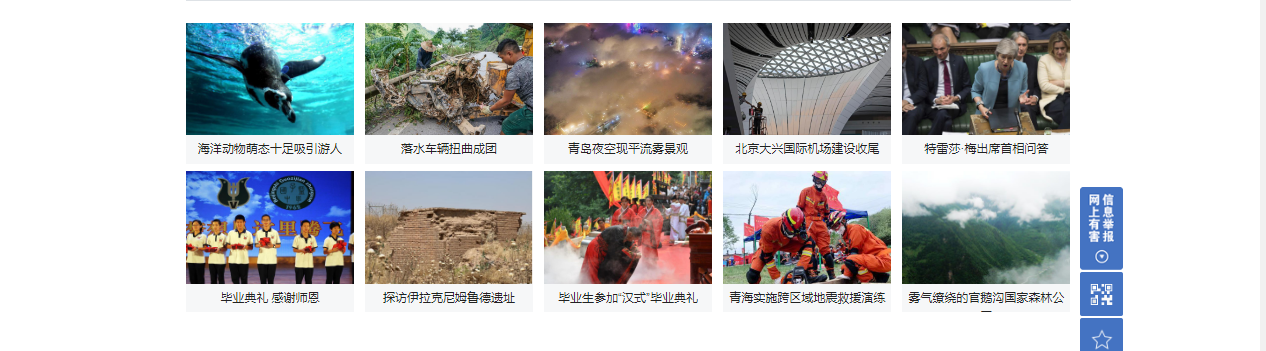 海洋动物萌态十足吸引游人
落水车辆扭曲成团
青岛夜空现平流雾景观
北京大兴国际机场建设收尾
特雷莎·梅出席首相问答
毕业典礼 感谢师恩
探访伊拉克尼姆鲁德遗址
毕业生参加“汉式”毕业典礼
青海实施跨区域地震救援演练
雾气缭绕的官鹅沟国家森林公
网上有害
信息举报